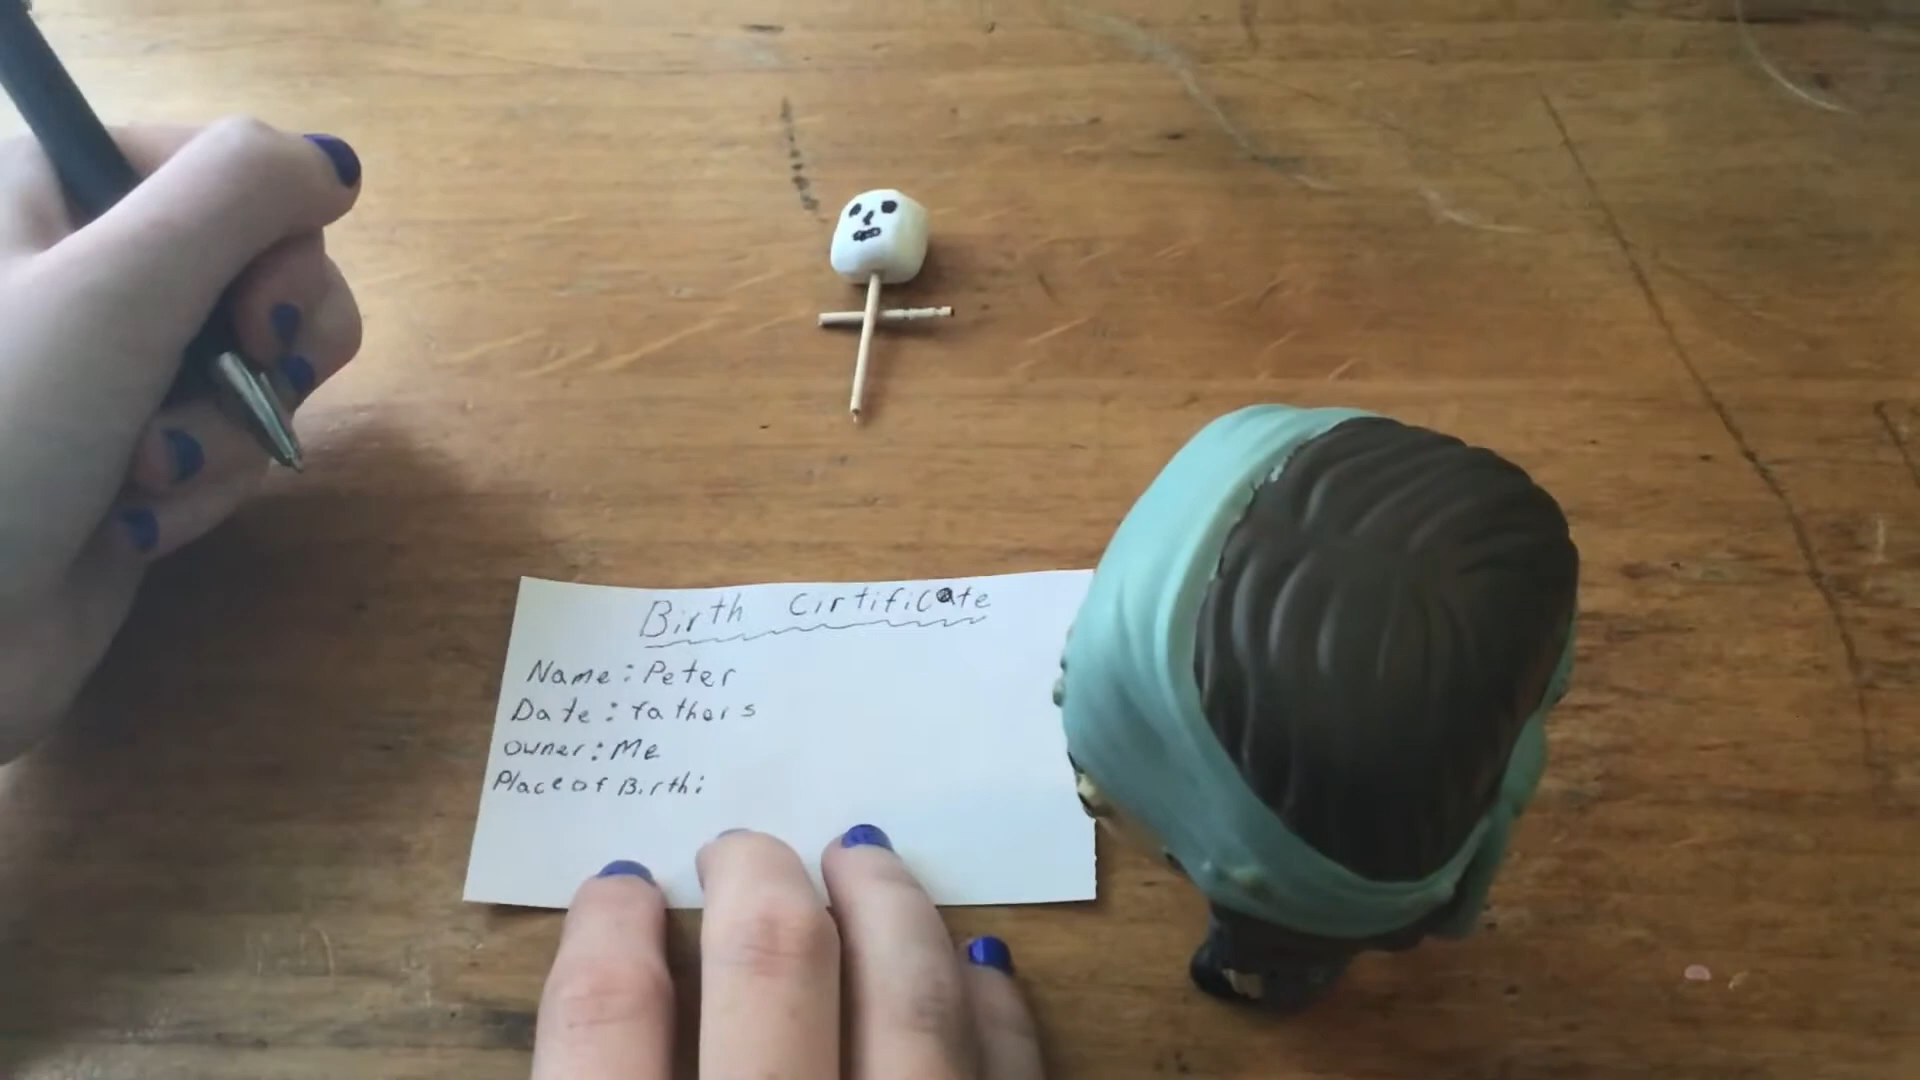 Birth Cirtificate
Name: Peter
Date: Fathers
Owner: Me
Place of Birth: